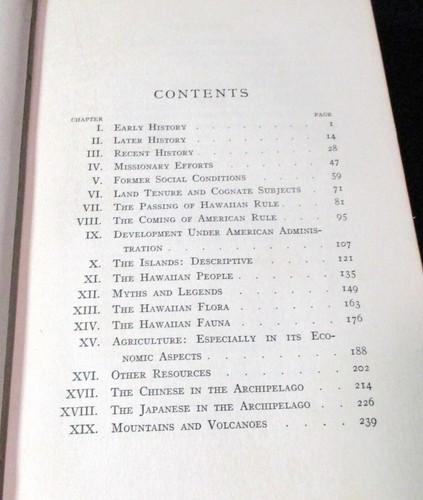 CONTENTS
CHAPTER PAGE
I. EARLY HISTORY . . . . . . . . 1
II. LATER HISTORY . . . . . . . . 14
III. RECENT HISTORY . . . . . . . . 28
IV. MISSIONARY EFFORTS . . . . . . 47
V. FORMER SOCIAL CONDITIONS . . . . 59
VI. LAND TENURE AND COGNATE SUBJECTS . . 71
VII. THE PASSING OF HAWAIIAN RULE . . . 81
VIII. THE COMING OF AMERICAN RULE . . . 95
IX. DEVELOPMENT UNDER AMERICAN ADMINIS-
TRATION . . . . . . . . . 107
X. THE ISLANDS: DESCRIPTIVE . . . . 121
XI. THE HAWAIIAN PEOPLE . . . . . 135
XII. MYTHS AND LEGENDS . . . . . . 149
XIII. THE HAWAIIAN FLORA . . . . . 163
XIV. THE HAWAIIAN FAUNA . . . . . 176
XV. AGRICULTURE: ESPECIALLY IN ITS ECO-
NOMIC ASPECTS . . . . . . . 188
XVI. OTHER RESOURCES . . . . . . 202
XVII. THE CHINESE IN THE ARCHIPELAGO . . 214
XVIII. THE JAPANESE IN THE ARCHIPELAGO . . 226
XIX. MOUNTAINS AND VOLCANOES . . . . 239